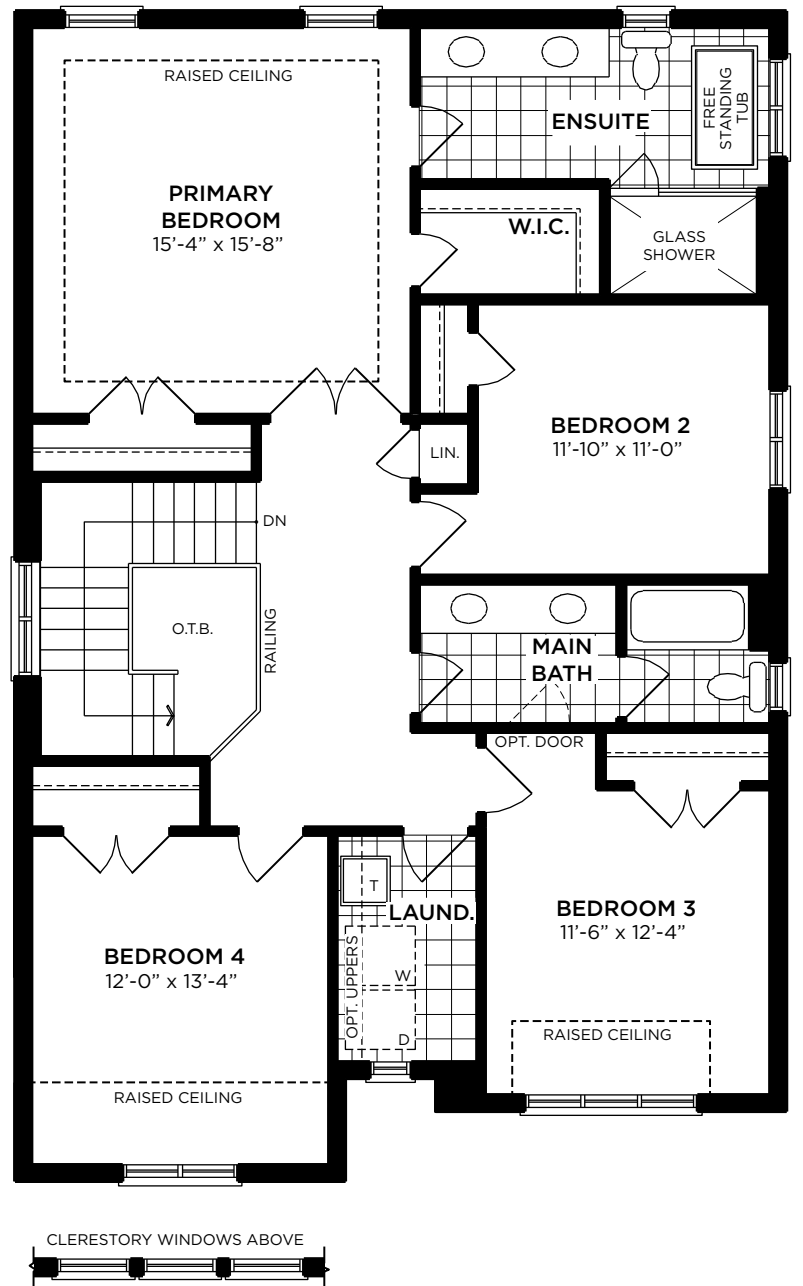 RAISED CEILING
PRIMARY
BEDROOM
15'-4” x 15'-8”
ENSUITE
FREE
STANDING
TUB
W.I.C.
GLASS
SHOWER
BEDROOM 2
11'-10” x 11'-0”
LIN.
DN
O.T.B.
RAILING
MAIN
BATH
OPT. DOOR
T
LAUND.
OPT. UPPERS
W
D
BEDROOM 3
11'-6” x 12'-4”
RAISED CEILING
BEDROOM 4
12'-0” x 13'-4”
RAISED CEILING
CLERESTORY WINDOWS ABOVE